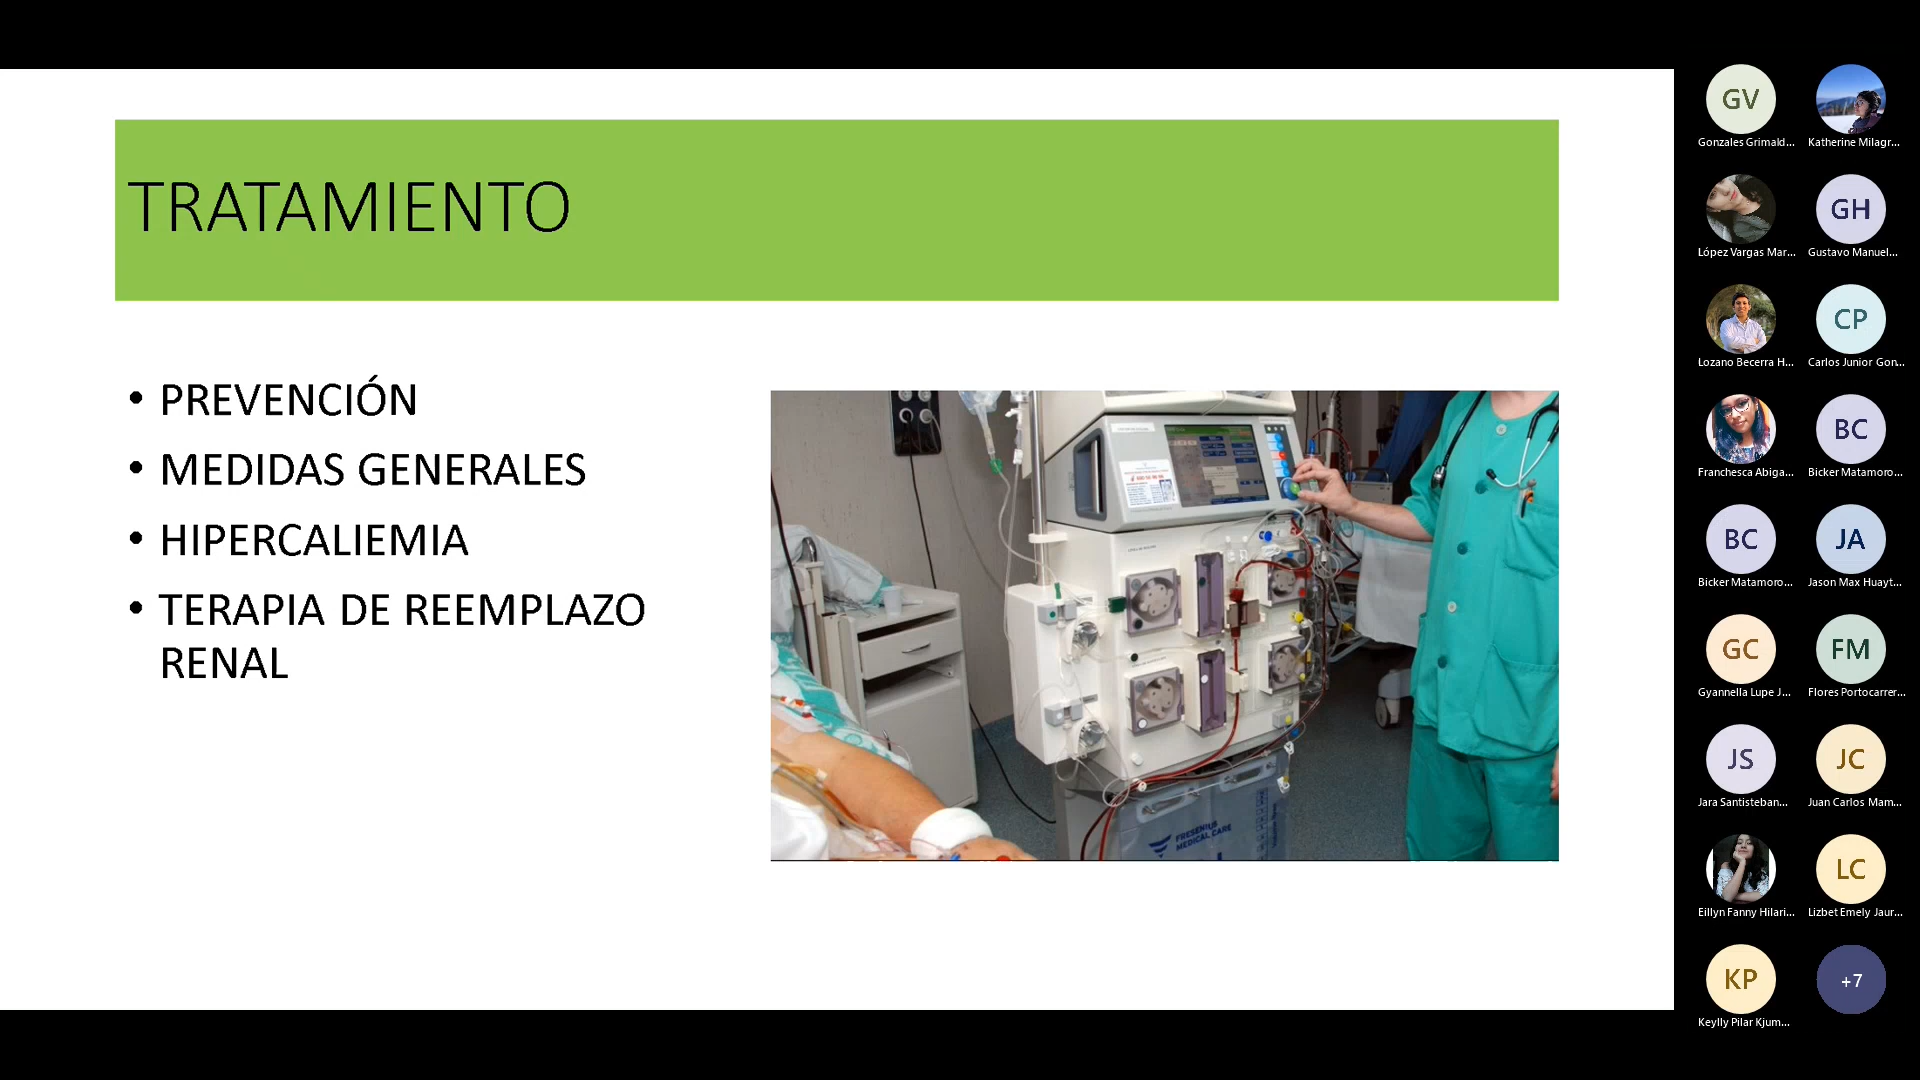 TRATAMIENTO
• PREVENCIÓN
• MEDIDAS GENERALES
• HIPERCALIEMIA
• TERAPIA DE REEMPLAZO
RENAL
FRESENIUS
MEDICAL CARE
GV
Gonzales Grimald...
Katherine Milagr...
López Vargas Mar...
GH
Gustavo Manuel...
Lozano Becerra H...
CP
Carlos Junior Gon...
Franchesca Abiga...
BC
Bicker Matamoro...
BC
Bicker Matamoro...
JA
Jason Max Huayt...
GC
Gyannella Lupe J...
FM
Flores Portocarrer...
JS
Jara Santisteban...
JC
Juan Carlos Mam...
Eillyn Fanny Hilari...
LC
Lizbet Emely Jaur...
KP
Keylly Pilar Kjum...
+7